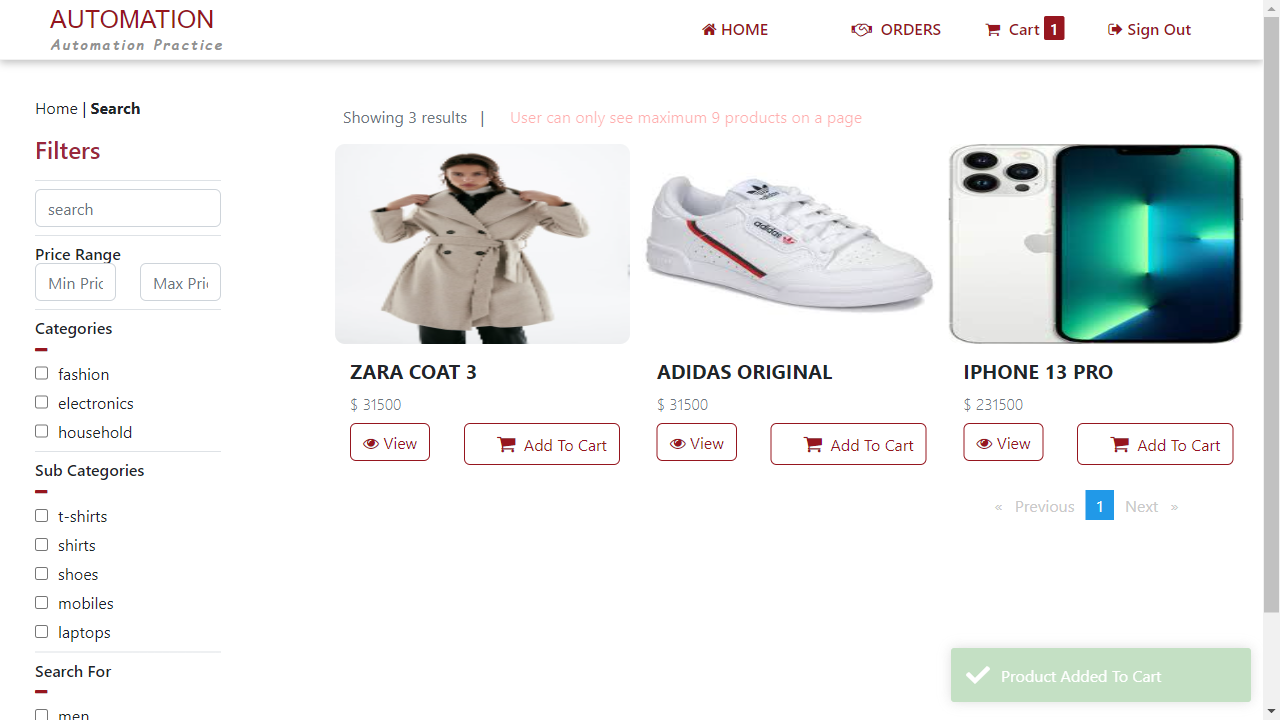 AUTOMATION
Automation Practice
HOME
ORDERS
Cart 1
Sign Out
Home | Search
Showing 3 results |
User can only see maximum 9 products on a page
Filters
search
Price Range
Min Pric
Max Pric
Categories
fashion
electronics
household
Sub Categories
t-shirts
shirts
shoes
mobiles
laptops
Search For
men
adidas
adidas
ZARA COAT 3
$ 31500
View
Add To Cart
ADIDAS ORIGINAL
$ 31500
View
Add To Cart
IPHONE 13 PRO
$ 231500
View
Add To Cart
« Previous 1 Next »
Product Added To Cart